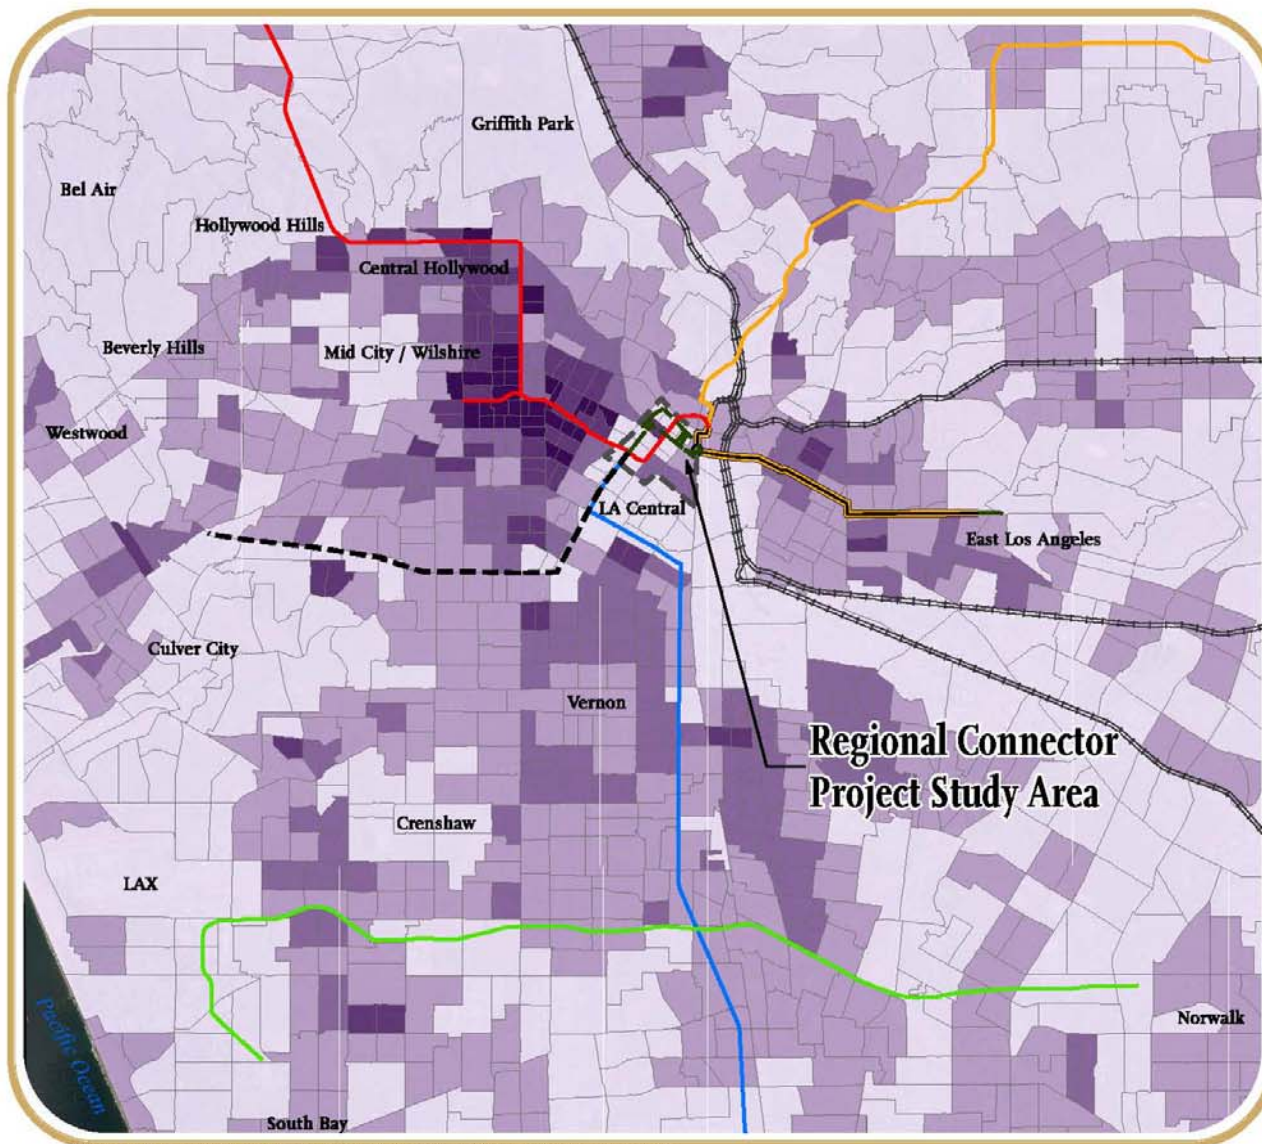 Griffith Park
Bel Air
Hollywood Hills
Central Hollywood
Beverly Hills
Mid City / Wilshire
Westwood
LA Central
East Los Angeles
Culver City
Vernon
Regional Connector
Project Study Area
Crenshaw
LAX
Pacific Ocean
Norwalk
South Bay